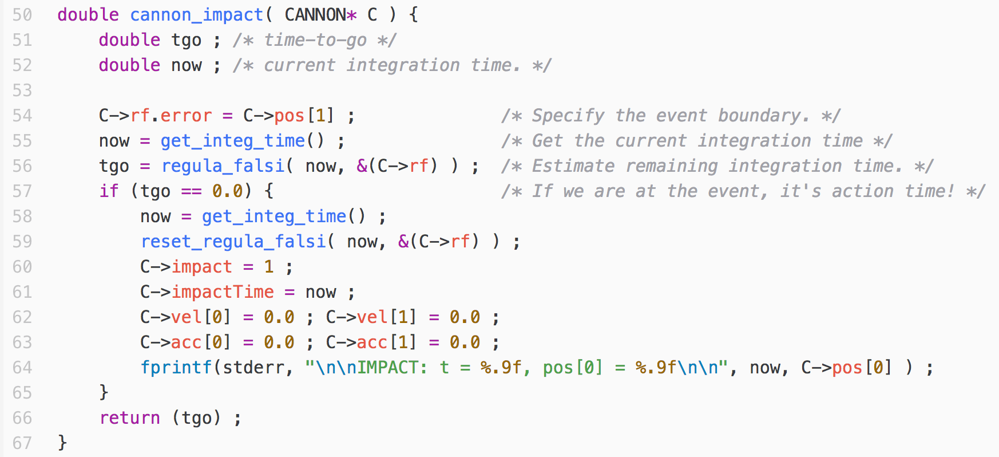 50 double cannon_impact( CANNON* C ) {
51     double tgo ; /* time-to-go */
52     double now ; /* current integration time. */
53
54     C->rf.error = C->pos[1] ;              /* Specify the event boundary. */
55     now = get_integ_time() ;               /* Get the current integration time */
56     tgo = regula_falsi( now, &(C->rf) ) ;  /* Estimate remaining integration time. */
57     if (tgo == 0.0) {                      /* If we are at the event, it's action time! */
58         now = get_integ_time() ;
59         reset_regula_falsi( now, &(C->rf) ) ;
60         C->impact = 1 ;
61         C->impactTime = now ;
62         C->vel[0] = 0.0 ; C->vel[1] = 0.0 ;
63         C->acc[0] = 0.0 ; C->acc[1] = 0.0 ;
64         fprintf(stderr, "\n\nIMPACT: t = %.9f, pos[0] = %.9f\n\n", now, C->pos[0] ) ;
65     }
66     return (tgo) ;
67 }